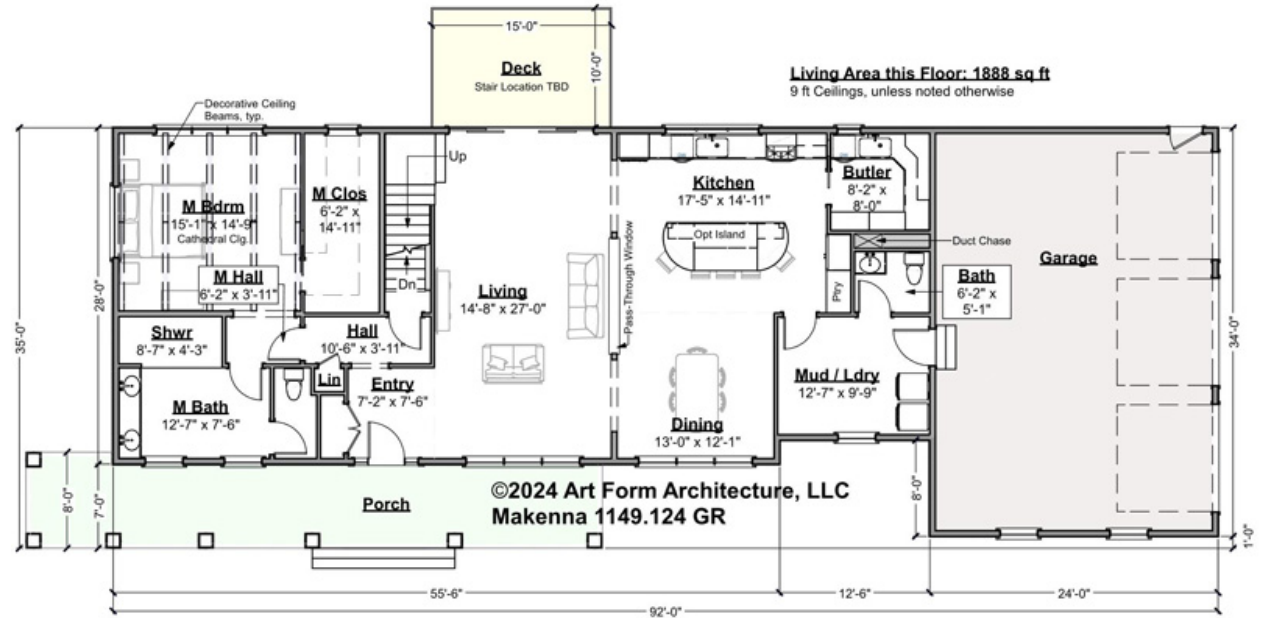 15'-0"
10'-0"
Deck
Stair Location TBD
Living Area this Floor: 1888 sq ft
9 ft Ceilings, unless noted otherwise
Decorative Ceiling
Beams, typ.
Up
M Bdrm
15'-1" x 14'-9"
Cathedral Clg.
M Clos
6'-2" x
14'-11"
Kitchen
17'-5" x 14'-11"
Butler
8'-2" x
8'-0"
Opt Island
Duct Chase
Garage
M Hall
6'-2" x 3'-11"
Dn
Living
14'-8" x 27'-0"
Pass-Through Window
Ptry
Bath
6'-2" x
5'-1"
Shwr
8'-7" x 4'-3"
Hall
10'-6" x 3'-11"
Lin
Entry
7'-2" x 7'-6"
M Bath
12'-7" x 7'-6"
Mud / Ldry
12'-7" x 9'-9"
Dining
13'-0" x 12'-1"
35'-0"
28'-0"
34'-0"
8'-0"
7'-0"
Porch
©2024 Art Form Architecture, LLC
Makenna 1149.124 GR
8'-0"
1'-0"
55'-6"
12'-6"
24'-0"
92'-0"